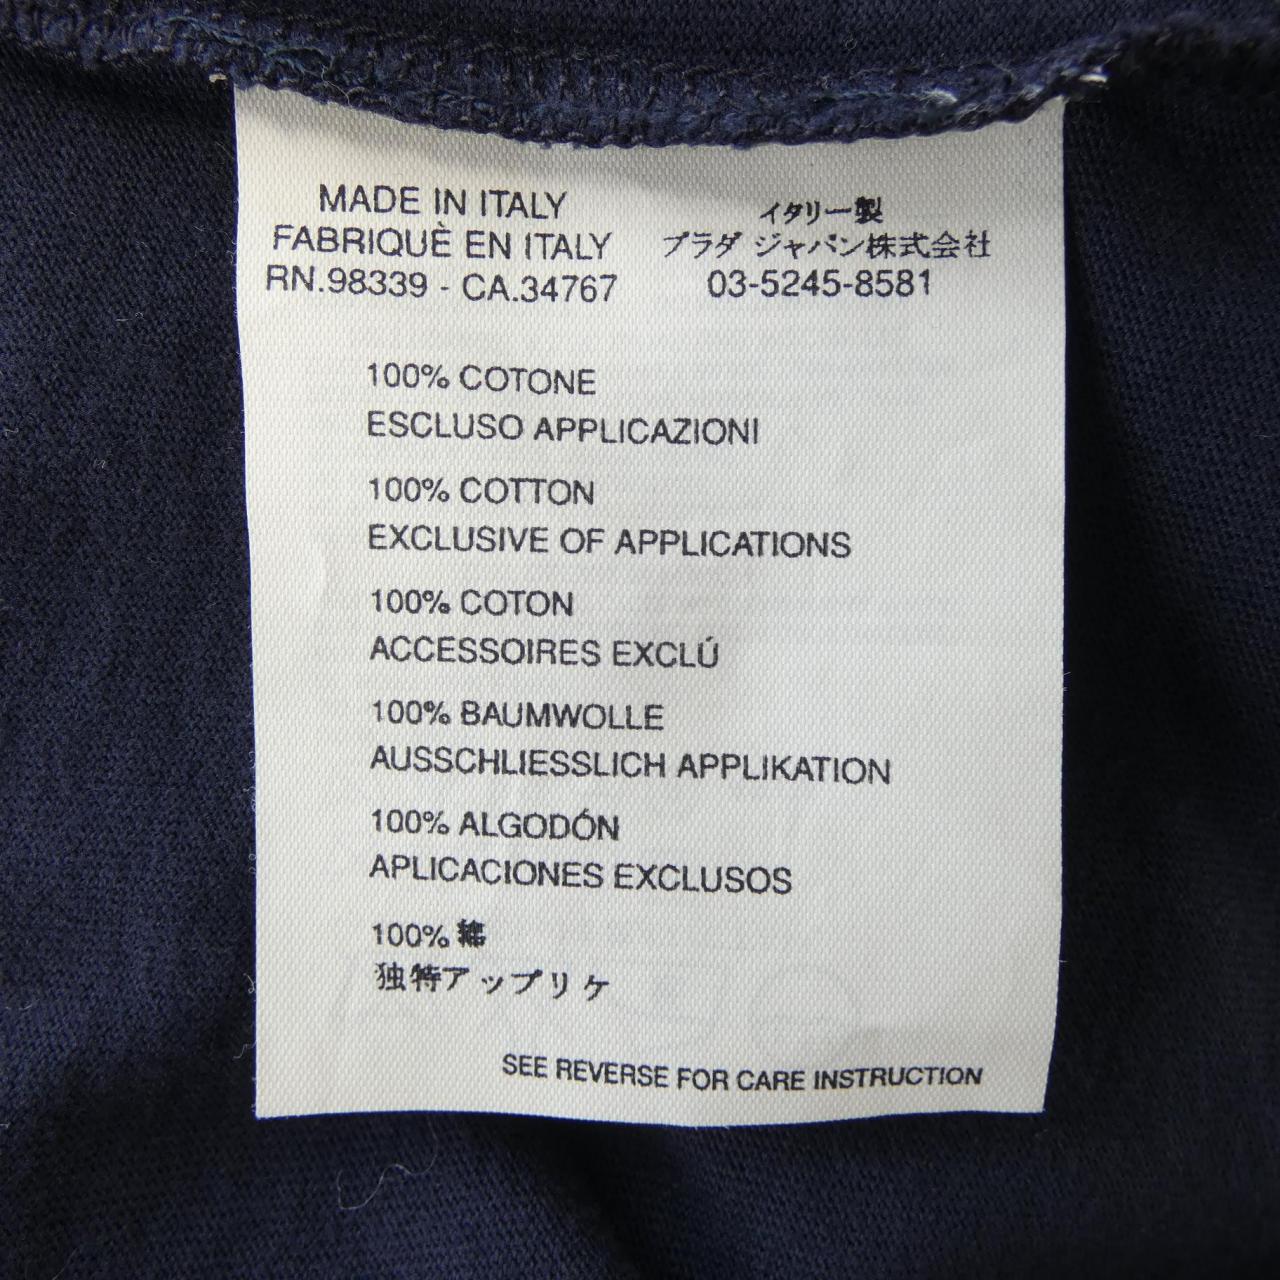 MADE IN ITALY
FABRIQUÈ EN ITALY
RN.98339 - CA.34767
イタリー製
プラダ ジャパン株式会社
03-5245-8581
100% COTONE
ESCLUSO APPLICAZIONI
100% COTTON
EXCLUSIVE OF APPLICATIONS
100% COTON
ACCESSOIRES EXCLÚ
100% BAUMWOLLE
AUSSCHLIESSLICH APPLIKATION
100% ALGODÓN
APLICACIONES EXCLUSOS
100% 綿
独特アップリケ
SEE REVERSE FOR CARE INSTRUCTION